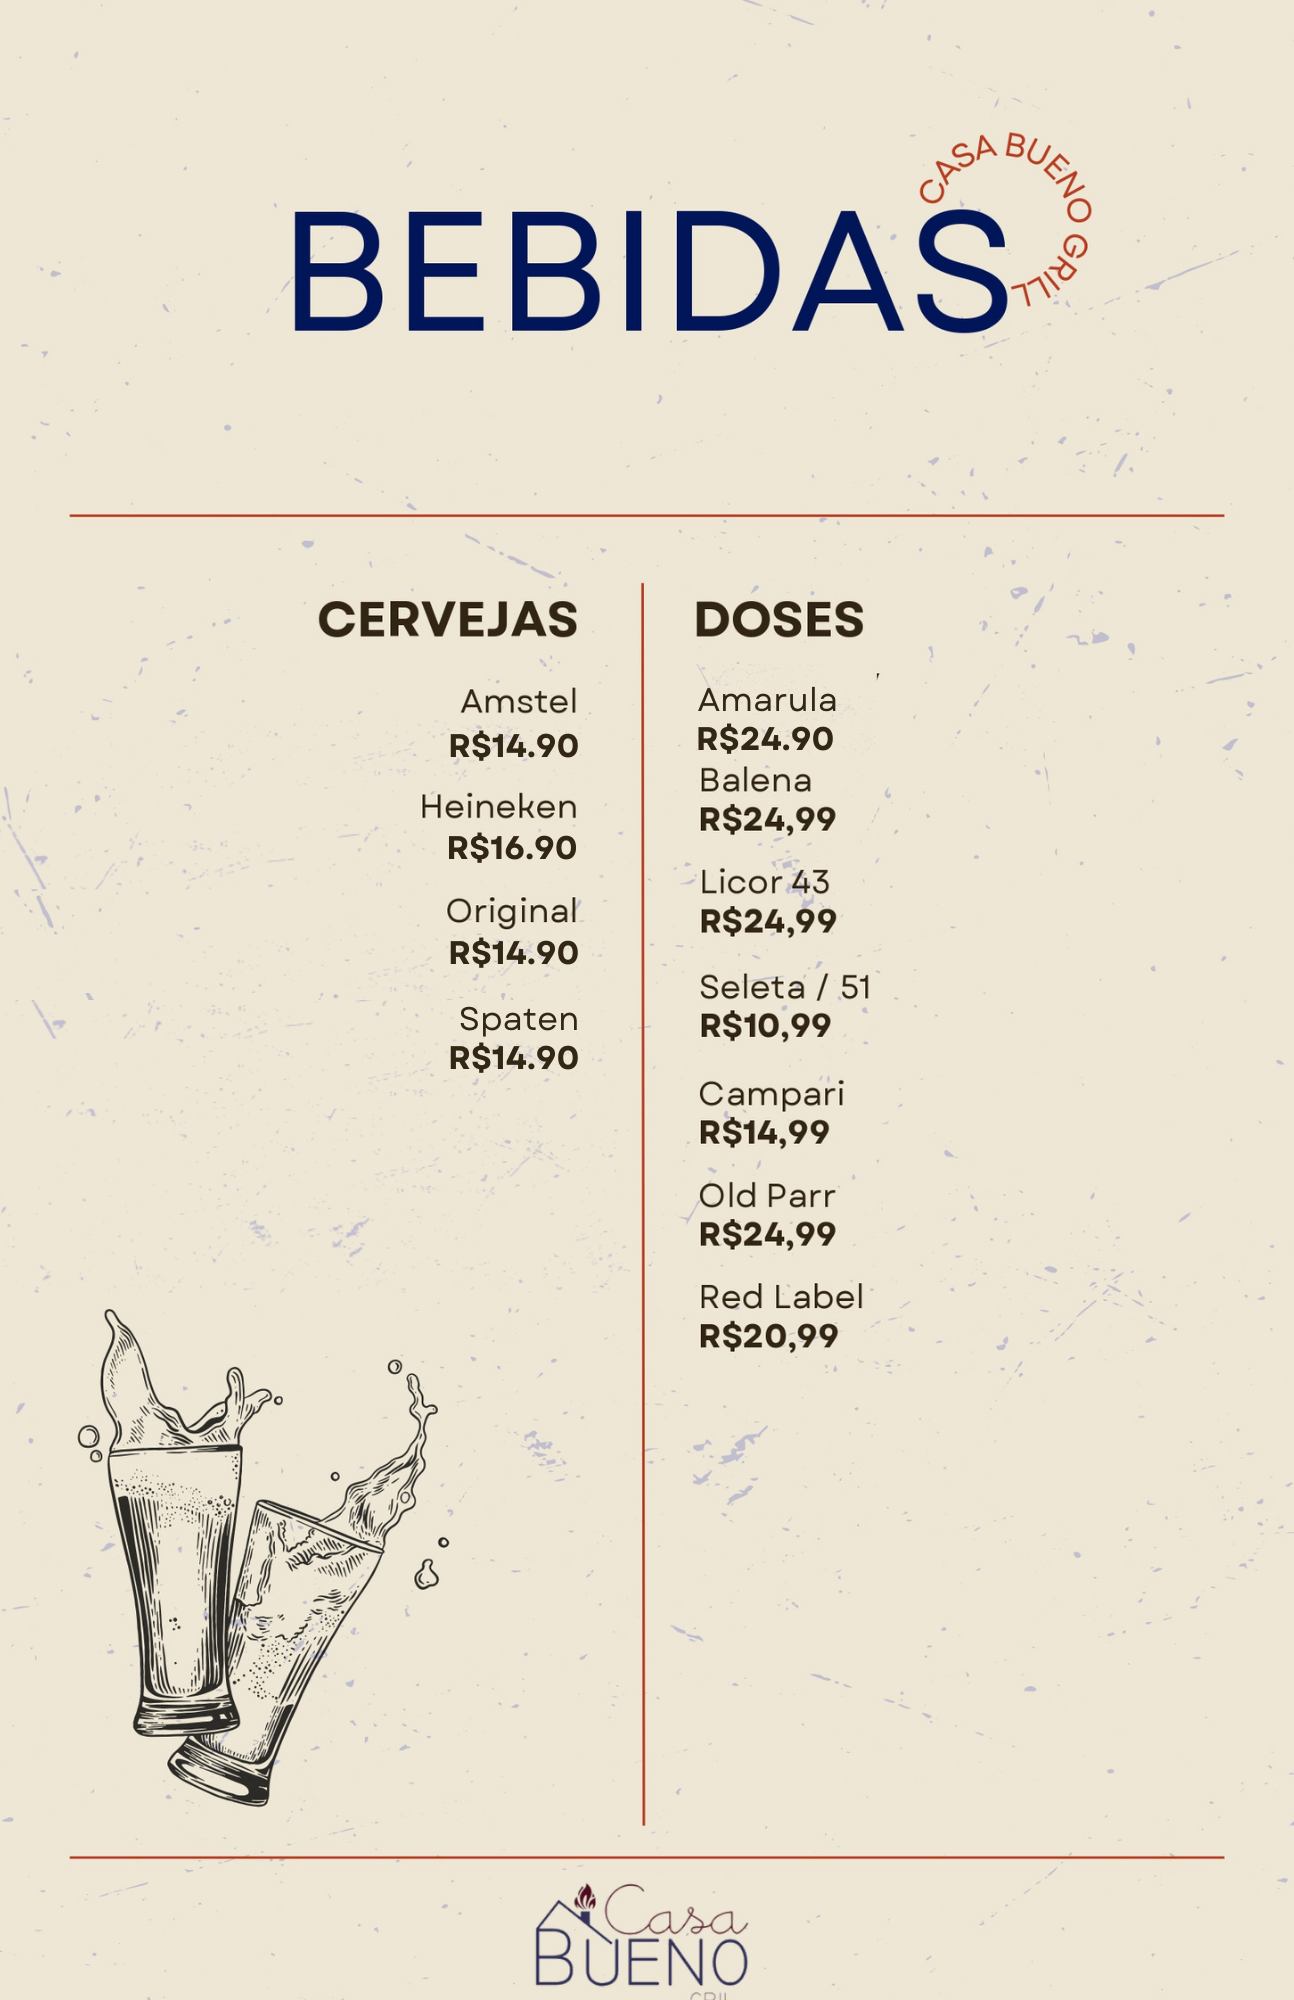 CASA BUENO GRILL
BEBIDAS
CERVEJAS
Amstel
R$14.90
Heineken
R$16.90
Original
R$14.90
Spaten
R$14.90
DOSES
Amarula
R$24.90
Balena
R$24,99
Licor 43
R$24,99
Seleta / 51
R$10,99
Campari
R$14,99
Old Parr
R$24,99
Red Label
R$20,99
Casa
BUENO